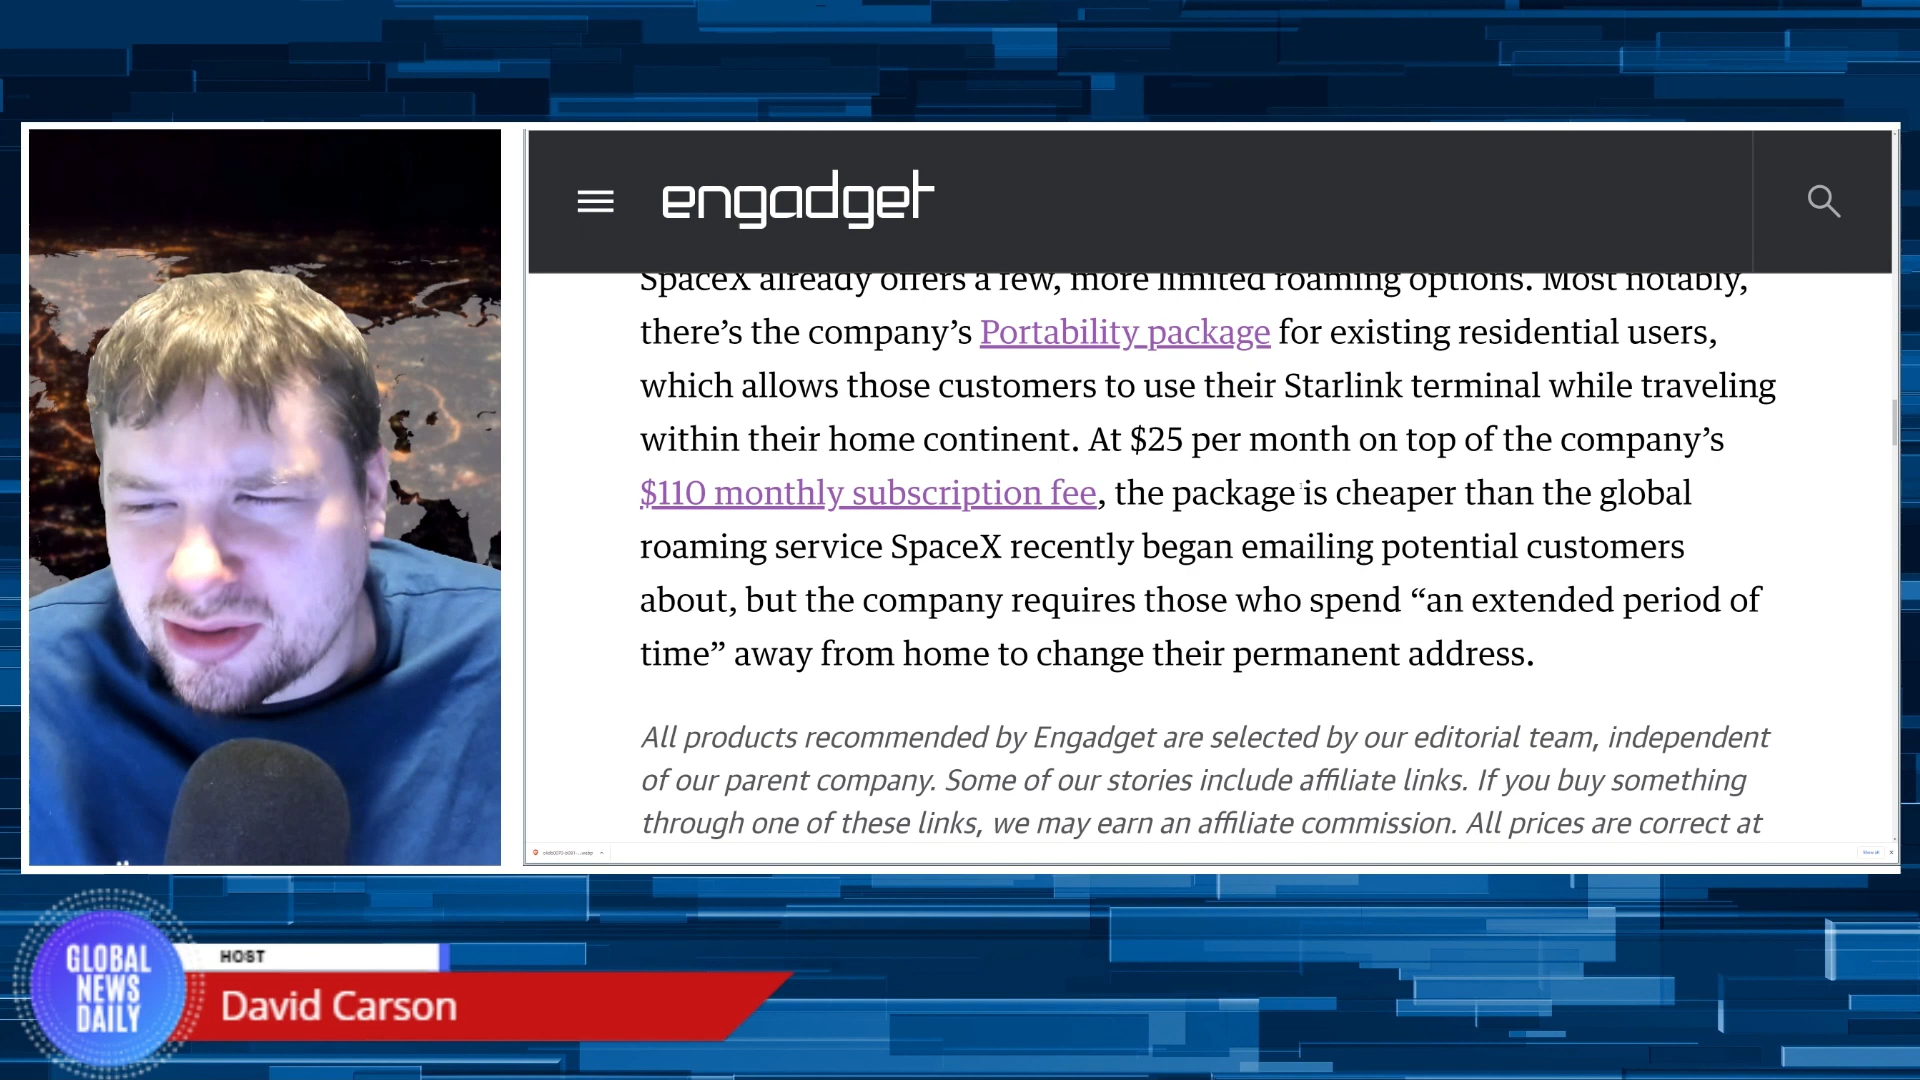 engadget
SpaceX already offers a few, more limited roaming options. Most notably,
there’s the company’s Portability package for existing residential users,
which allows those customers to use their Starlink terminal while traveling
within their home continent. At $25 per month on top of the company’s
$110 monthly subscription fee, the package is cheaper than the global
roaming service SpaceX recently began emailing potential customers
about, but the company requires those who spend “an extended period of
time” away from home to change their permanent address.
All products recommended by Engadget are selected by our editorial team, independent
of our parent company. Some of our stories include affiliate links. If you buy something
through one of these links, we may earn an affiliate commission. All prices are correct at
Show all
GLOBAL
NEWS
DAILY
HOST
David Carson